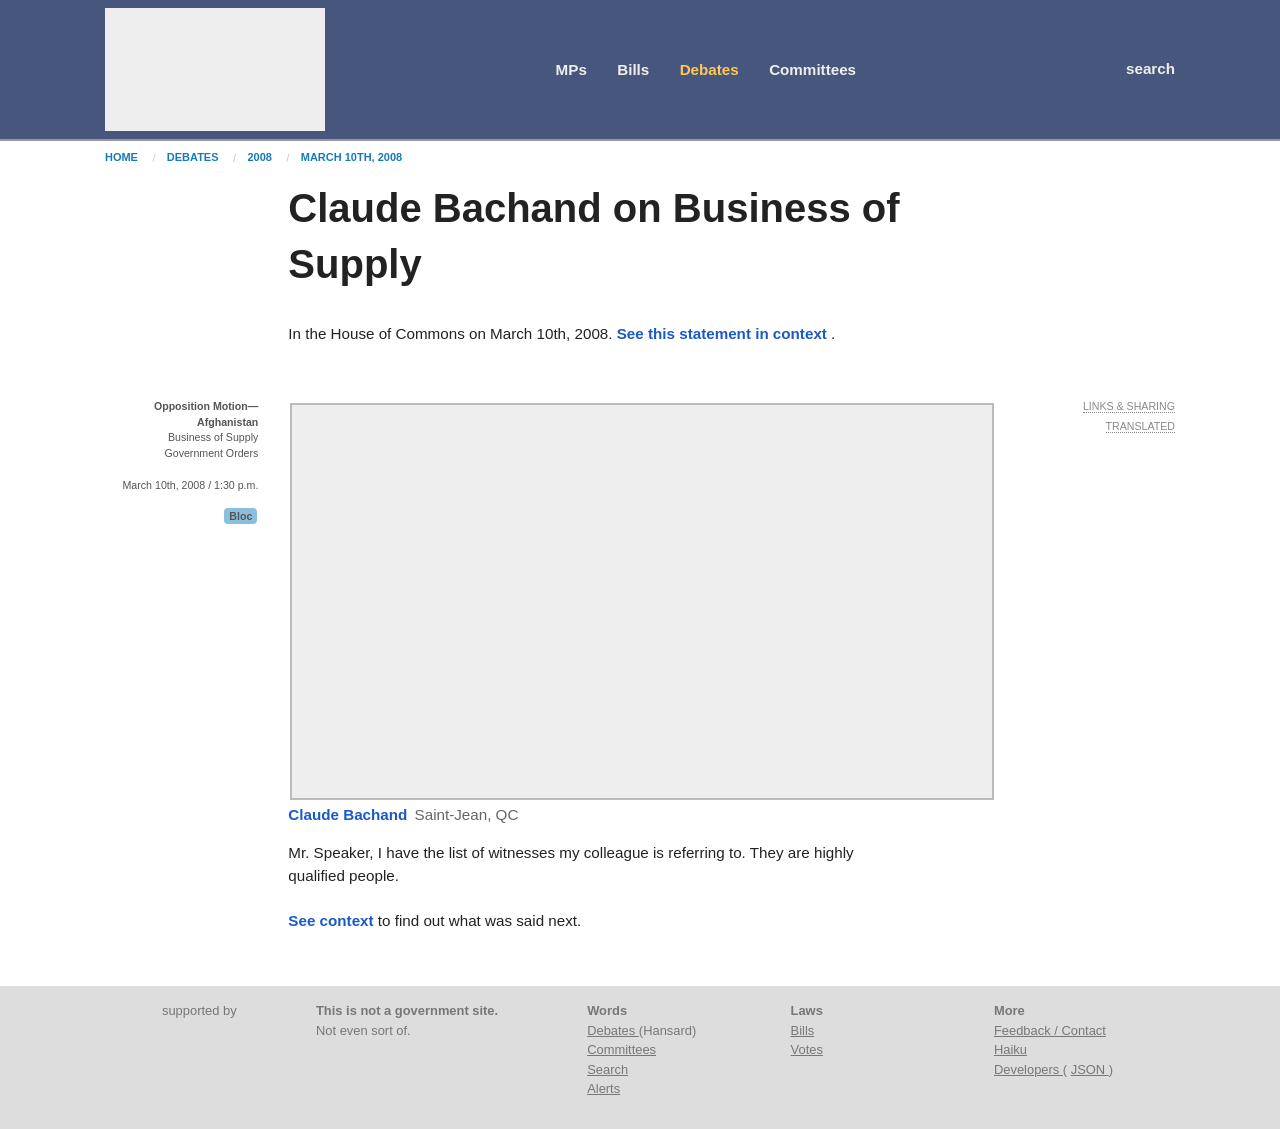 MPs Bills Debates Committees search
HOME / DEBATES / 2008 / MARCH 10TH, 2008
Claude Bachand on Business of
Supply
In the House of Commons on March 10th, 2008. See this statement in context .
Opposition Motion—
Afghanistan
Business of Supply
Government Orders
March 10th, 2008 / 1:30 p.m.
Bloc
LINKS & SHARING
TRANSLATED
Claude Bachand Saint-Jean, QC
Mr. Speaker, I have the list of witnesses my colleague is referring to. They are highly
qualified people.
See context to find out what was said next.
supported by
This is not a government site.
Not even sort of.
Words
Debates (Hansard)
Committees
Search
Alerts
Laws
Bills
Votes
More
Feedback / Contact
Haiku
Developers ( JSON )